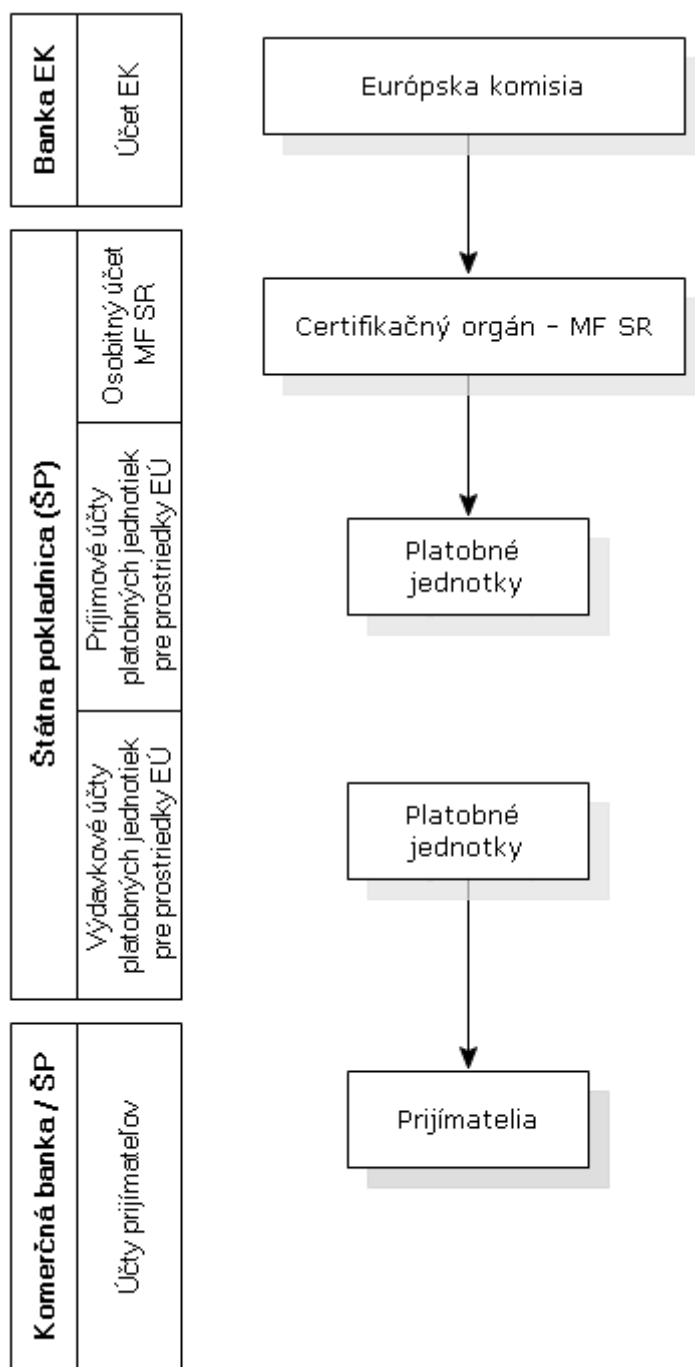 Banka EK
Účet EK
Európska komisia
Štátna pokladnica (ŠP)
Osobitný účet
MF SR
Certifikačný orgán - MF SR
Príjimové účty
platobných jednotiek
pre prostriedky EÚ
Platobné
jednotky
Výdavkové účty
platobných jednotiek
pre prostriedky EÚ
Platobné
jednotky
Komerčná banka / ŠP
Účty prijímateľov
Prijímatelia